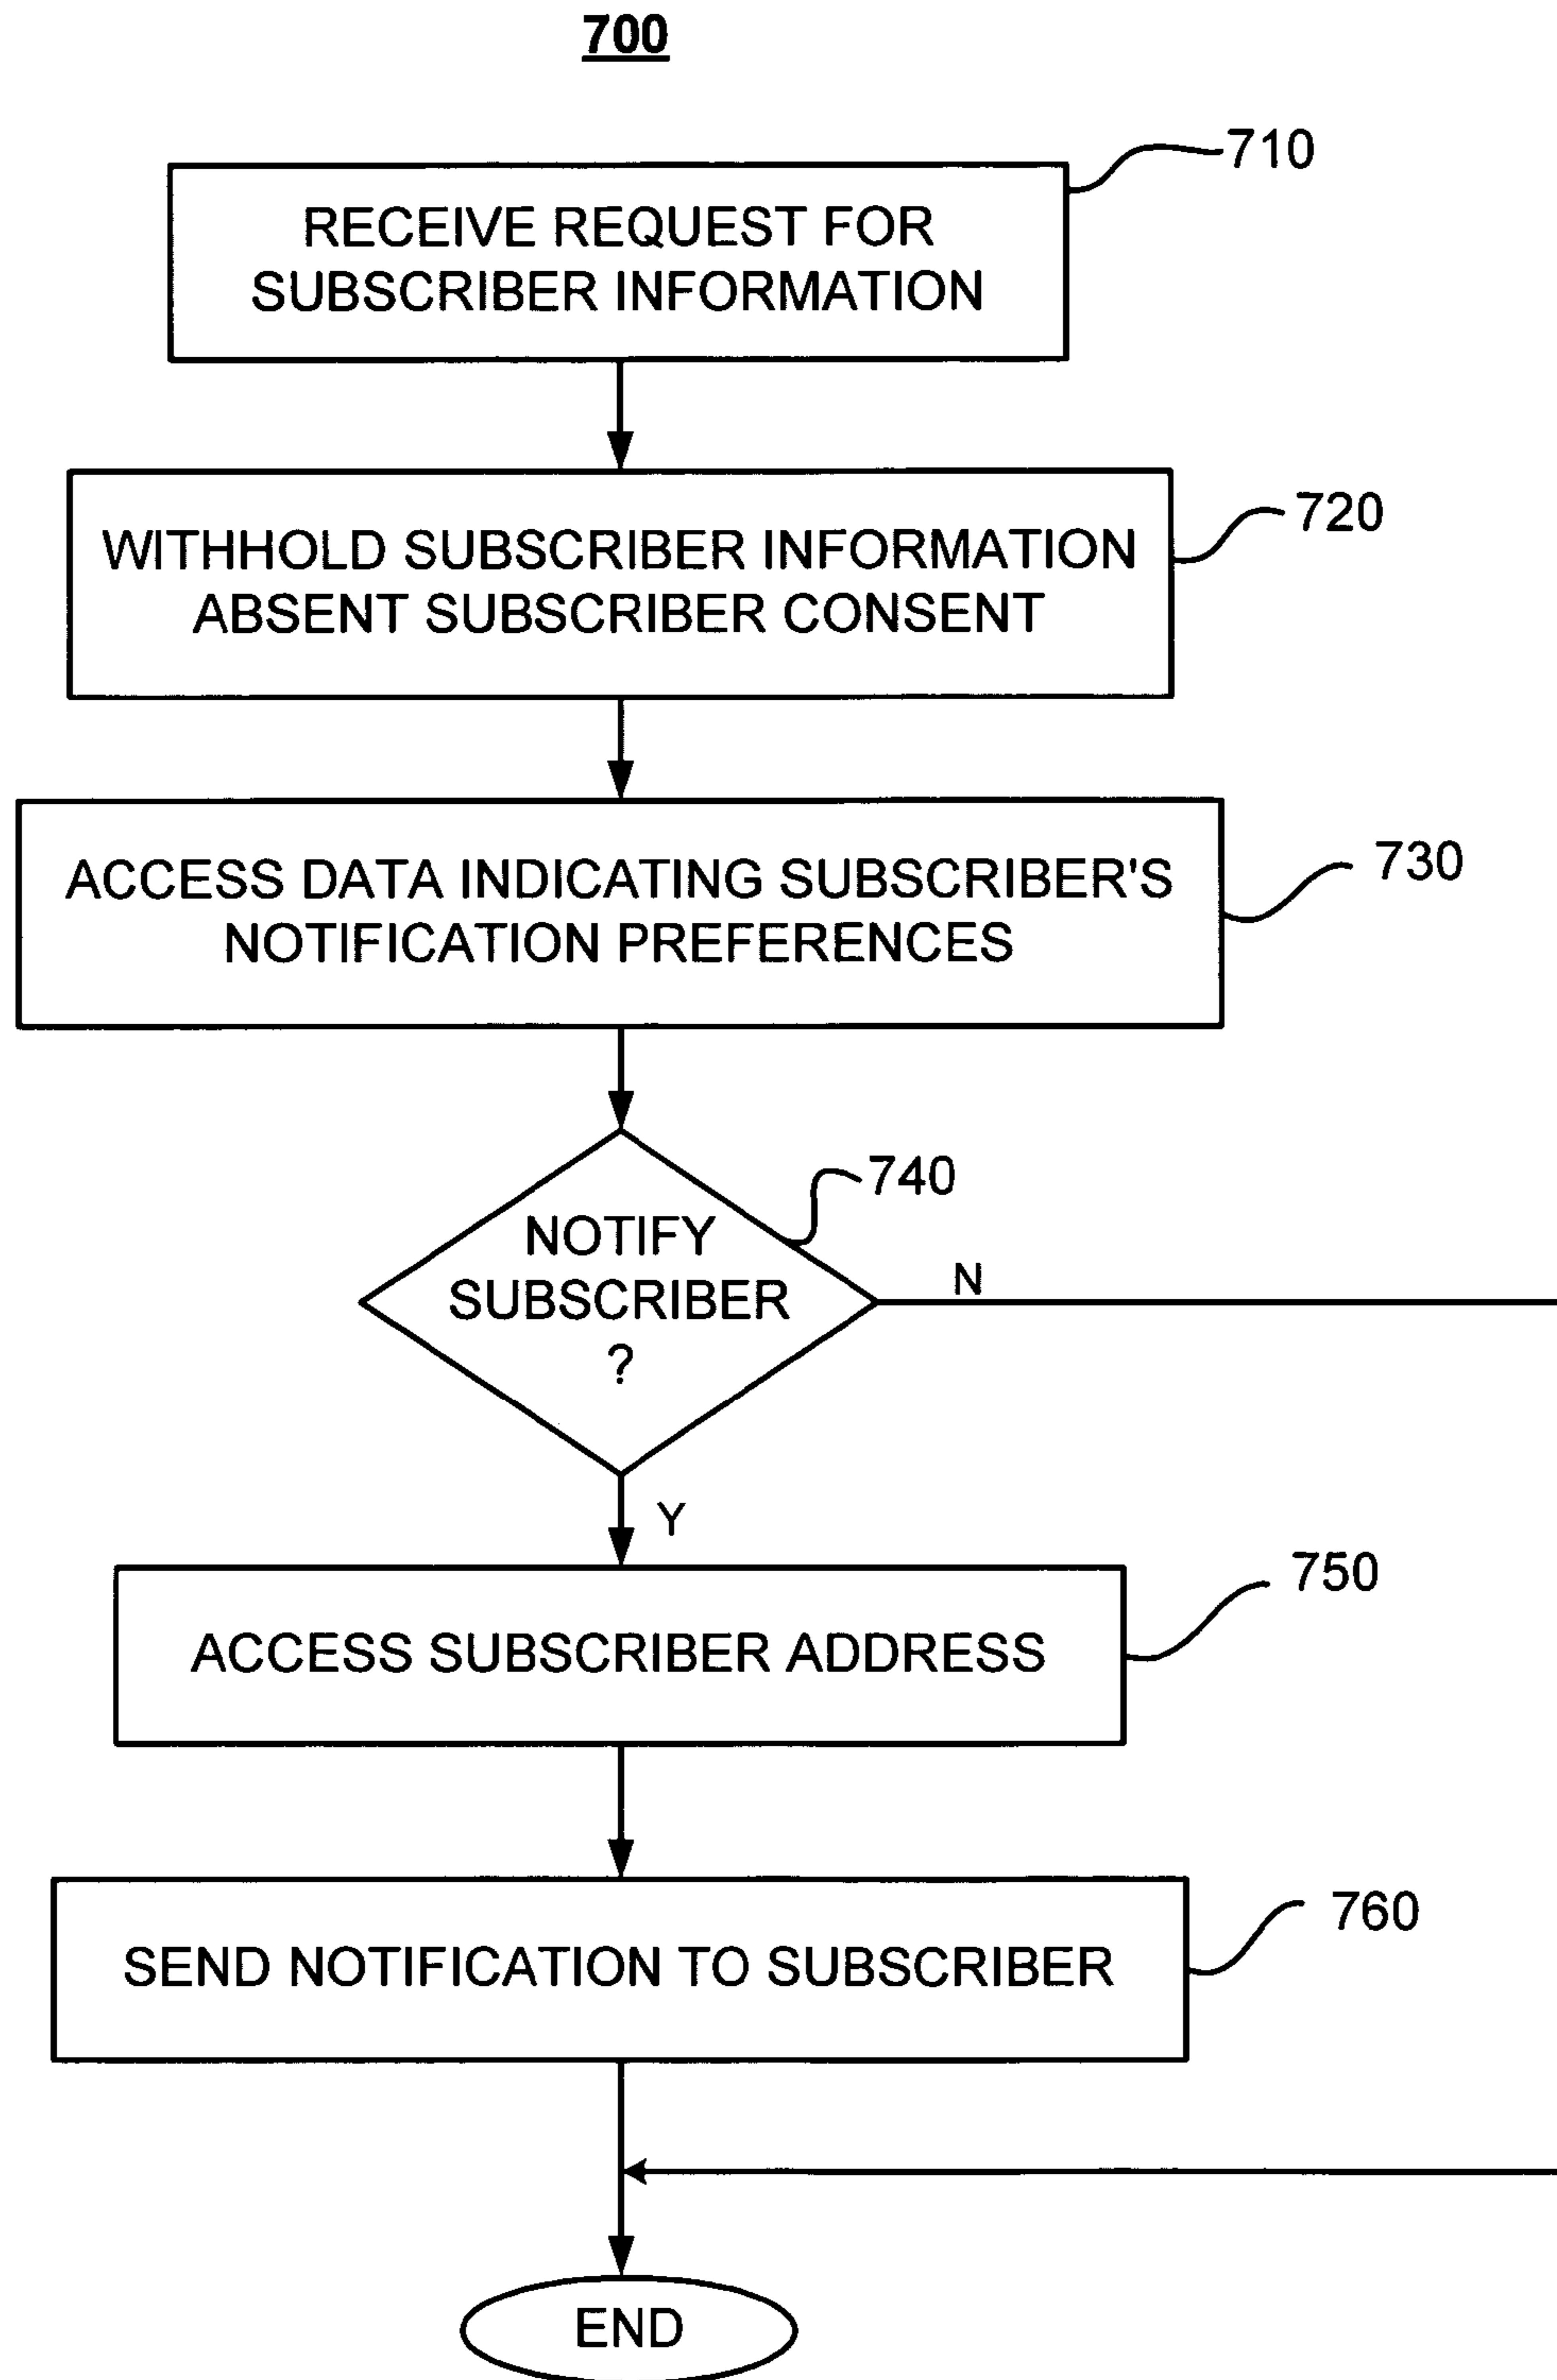 700
710
RECEIVE REQUEST FOR
SUBSCRIBER INFORMATION
720
WITHHOLD SUBSCRIBER INFORMATION
ABSENT SUBSCRIBER CONSENT
730
ACCESS DATA INDICATING SUBSCRIBER'S
NOTIFICATION PREFERENCES
740
NOTIFY
SUBSCRIBER
?
N
Y
750
ACCESS SUBSCRIBER ADDRESS
760
SEND NOTIFICATION TO SUBSCRIBER
END